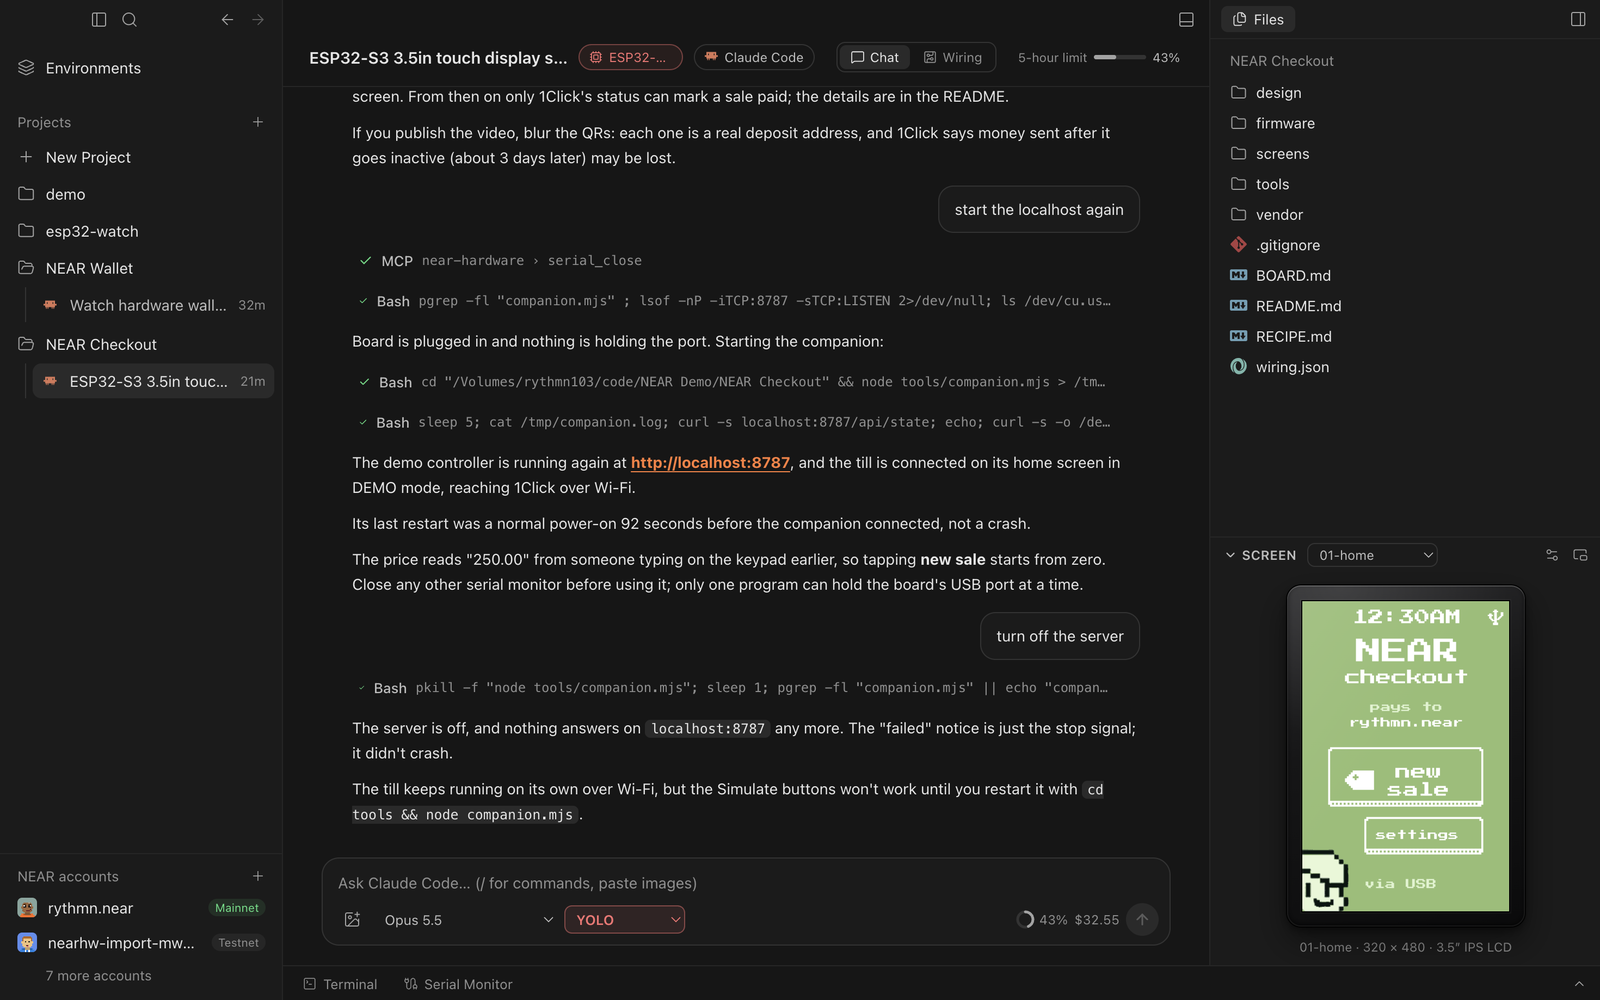 Environments
Projects
New Project
demo
esp32-watch
NEAR Wallet
Watch hardware wall... 32m
NEAR Checkout
ESP32-S3 3.5in touc... 21m
NEAR accounts
rythmn.near Mainnet
nearhw-import-mw... Testnet
7 more accounts
ESP32-S3 3.5in touch display s... ESP32-... Claude Code Chat Wiring 5-hour limit 43%
screen. From then on only 1Click's status can mark a sale paid; the details are in the README.
If you publish the video, blur the QRs: each one is a real deposit address, and 1Click says money sent after it
goes inactive (about 3 days later) may be lost.
start the localhost again
MCP near-hardware › serial_close
Bash pgrep -fl "companion.mjs" ; lsof -nP -iTCP:8787 -sTCP:LISTEN 2>/dev/null; ls /dev/cu.us...
Board is plugged in and nothing is holding the port. Starting the companion:
Bash cd "/Volumes/rythmn103/code/NEAR Demo/NEAR Checkout" && node tools/companion.mjs > /tm...
Bash sleep 5; cat /tmp/companion.log; curl -s localhost:8787/api/state; echo; curl -s -o /de...
The demo controller is running again at http://localhost:8787, and the till is connected on its home screen in
DEMO mode, reaching 1Click over Wi-Fi.
Its last restart was a normal power-on 92 seconds before the companion connected, not a crash.
The price reads "250.00" from someone typing on the keypad earlier, so tapping new sale starts from zero.
Close any other serial monitor before using it; only one program can hold the board's USB port at a time.
turn off the server
Bash pkill -f "node tools/companion.mjs"; sleep 1; pgrep -fl "companion.mjs" || echo "compan...
The server is off, and nothing answers on localhost:8787 any more. The "failed" notice is just the stop signal;
it didn't crash.
The till keeps running on its own over Wi-Fi, but the Simulate buttons won't work until you restart it with cd
tools && node companion.mjs.
Ask Claude Code... (/ for commands, paste images)
Opus 5.5 YOLO 43% $32.55
Terminal Serial Monitor
Files
NEAR Checkout
design
firmware
screens
tools
vendor
.gitignore
BOARD.md
README.md
RECIPE.md
wiring.json
SCREEN 01-home
12:30AM
NEAR
checkout
pays to
rythmn.near
new
sale
settings
via USB
01-home · 320 × 480 · 3.5″ IPS LCD